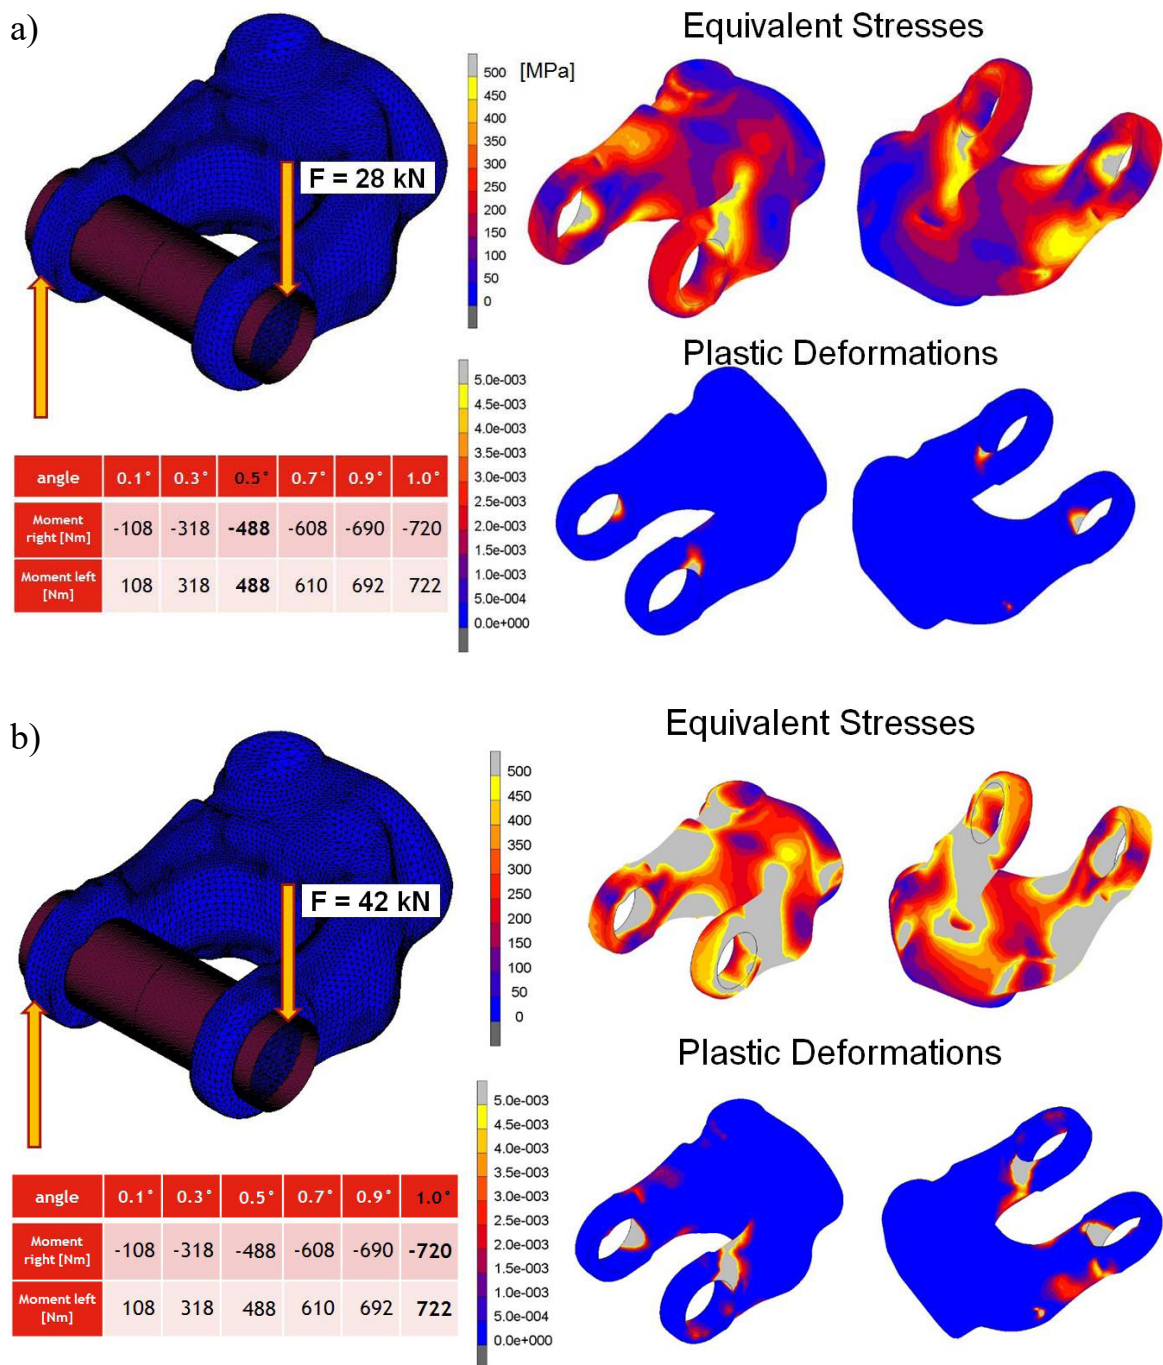 a)
Equivalent Stresses
[MPa]
500
450
400
350
300
250
200
150
100
50
0
F = 28 kN
Plastic Deformations
5.0e-003
4.5e-003
4.0e-003
3.5e-003
3.0e-003
2.5e-003
2.0e-003
1.5e-003
1.0e-003
5.0e-004
0.0e+000
angle 0.1° 0.3° 0.5° 0.7° 0.9° 1.0°
Moment
right [Nm] -108 -318 -488 -608 -690 -720
Moment left
[Nm] 108 318 488 610 692 722
b)
Equivalent Stresses
500
450
400
350
300
250
200
150
100
50
0
F = 42 kN
Plastic Deformations
5.0e-003
4.5e-003
4.0e-003
3.5e-003
3.0e-003
2.5e-003
2.0e-003
1.5e-003
1.0e-003
5.0e-004
0.0e+000
angle 0.1° 0.3° 0.5° 0.7° 0.9° 1.0°
Moment
right [Nm] -108 -318 -488 -608 -690 -720
Moment left
[Nm] 108 318 488 610 692 722